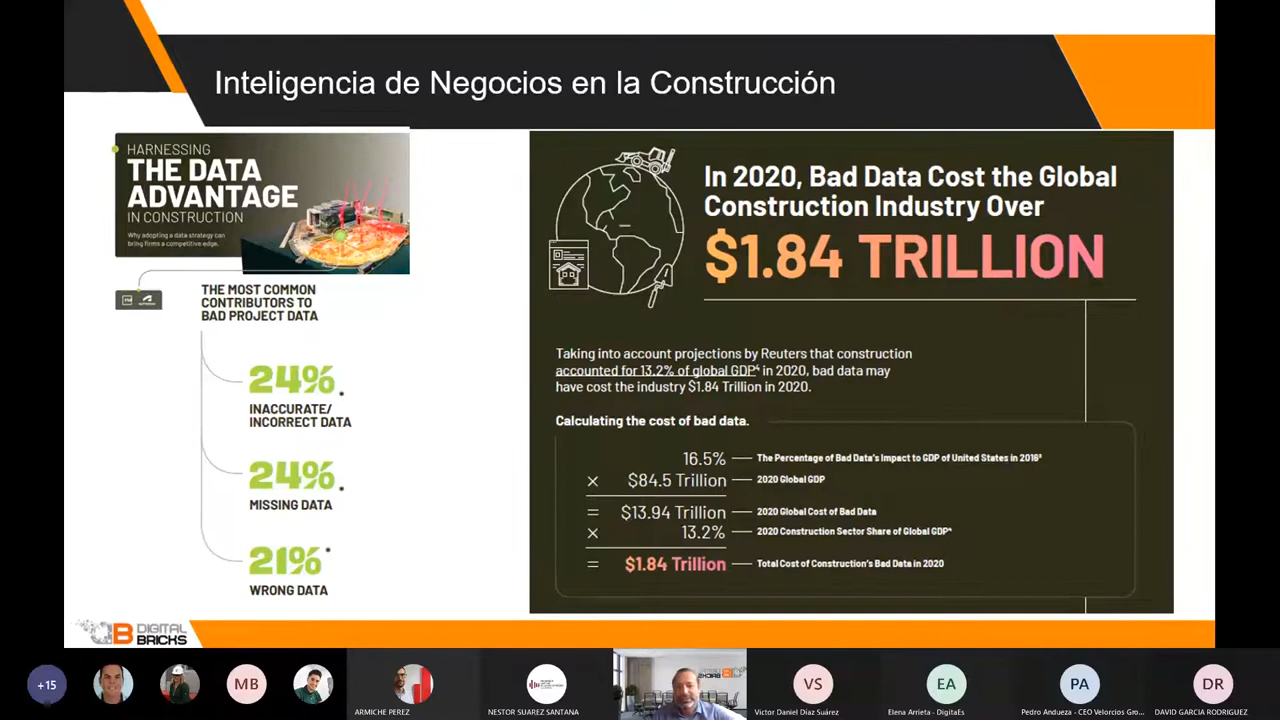 Inteligencia de Negocios en la Construcción
HARNESSING
THE DATA
ADVANTAGE
IN CONSTRUCTION
Why adopting a data strategy can
bring firms a competitive edge.
THE MOST COMMON
CONTRIBUTORS TO
BAD PROJECT DATA
24%
INACCURATE/
INCORRECT DATA
24%
MISSING DATA
21%*
WRONG DATA
In 2020, Bad Data Cost the Global
Construction Industry Over
$1.84 TRILLION
Taking into account projections by Reuters that construction
accounted for 13.2% of global GDP⁴ in 2020, bad data may
have cost the industry $1.84 Trillion in 2020.
Calculating the cost of bad data.
16.5% The Percentage of Bad Data's Impact to GDP of United States in 2016³
× $84.5 Trillion 2020 Global GDP
= $13.94 Trillion 2020 Global Cost of Bad Data
× 13.2% 2020 Construction Sector Share of Global GDP⁴
= $1.84 Trillion Total Cost of Construction's Bad Data in 2020
DIGITAL
BRICKS
+15
MB
ARMICHE PEREZ
NESTOR SUAREZ SANTANA
VS
Victor Daniel Díaz Suárez
EA
Elena Arrieta - DigitaEs
PA
Pedro Andueza - CEO Velorcios Gro...
DR
DAVID GARCIA RODRIGUEZ